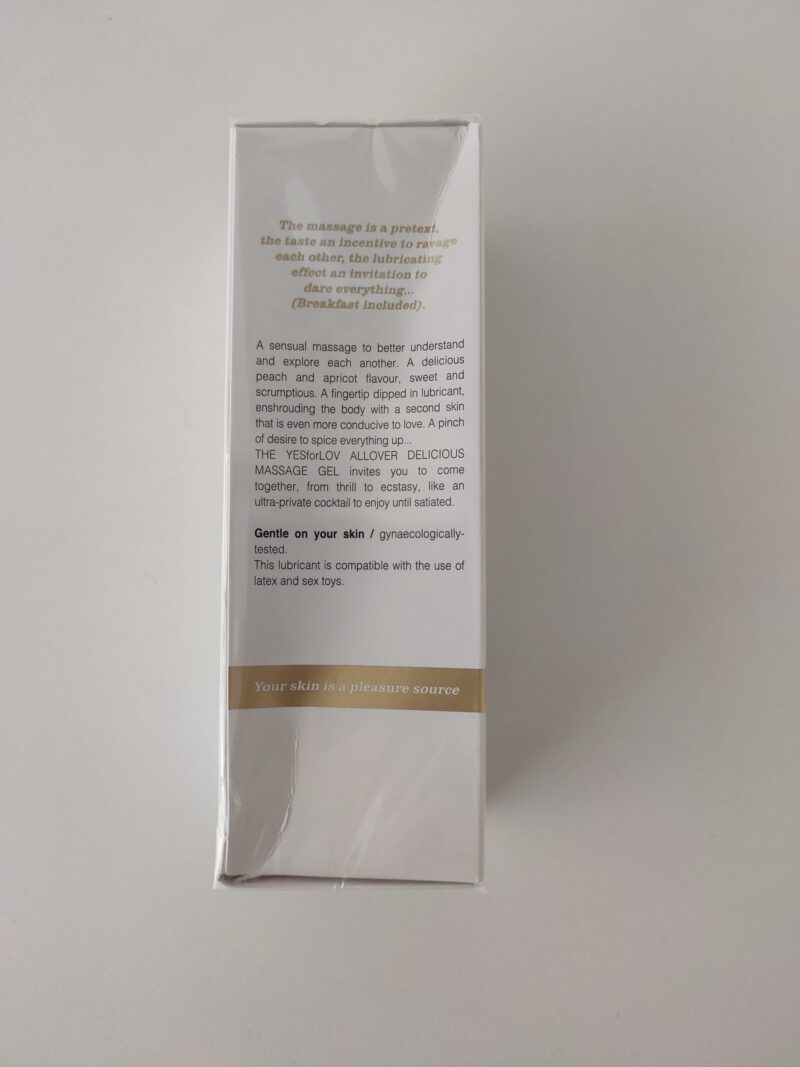 The massage is a pretext,
the taste an incentive to ravage
each other, the lubricating
effect an invitation to
dare everything...
(Breakfast included).
A sensual massage to better understand
and explore each another. A delicious
peach and apricot flavour, sweet and
scrumptious. A fingertip dipped in lubricant,
enshrouding the body with a second skin
that is even more conducive to love. A pinch
of desire to spice everything up...
THE YESforLOV ALLOVER DELICIOUS
MASSAGE GEL invites you to come
together, from thrill to ecstasy, like an
ultra-private cocktail to enjoy until satiated.
Gentle on your skin / gynaecologically-
tested.
This lubricant is compatible with the use of
latex and sex toys.
Your skin is a pleasure source